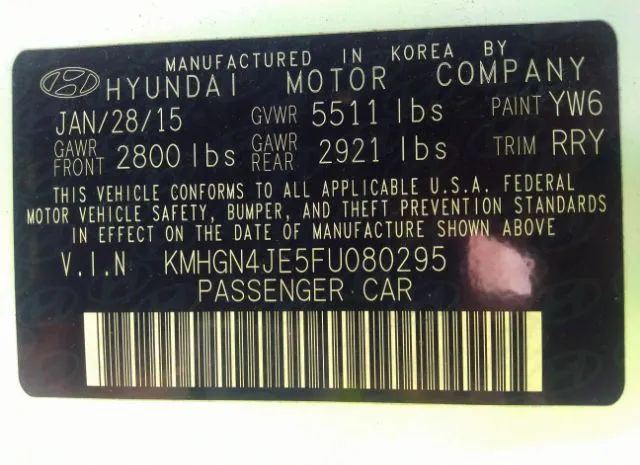 MANUFACTURED IN KOREA BY
HYUNDAI MOTOR COMPANY
JAN/28/15 GVWR 5511 lbs PAINT YW6
GAWR FRONT 2800 lbs GAWR REAR 2921 lbs TRIM RRY
THIS VEHICLE CONFORMS TO ALL APPLICABLE U.S.A. FEDERAL
MOTOR VEHICLE SAFETY, BUMPER, AND THEFT PREVENTION STANDARDS
IN EFFECT ON THE DATE OF MANUFACTURE SHOWN ABOVE
V.I.N KMHGN4JE5FU080295
PASSENGER CAR